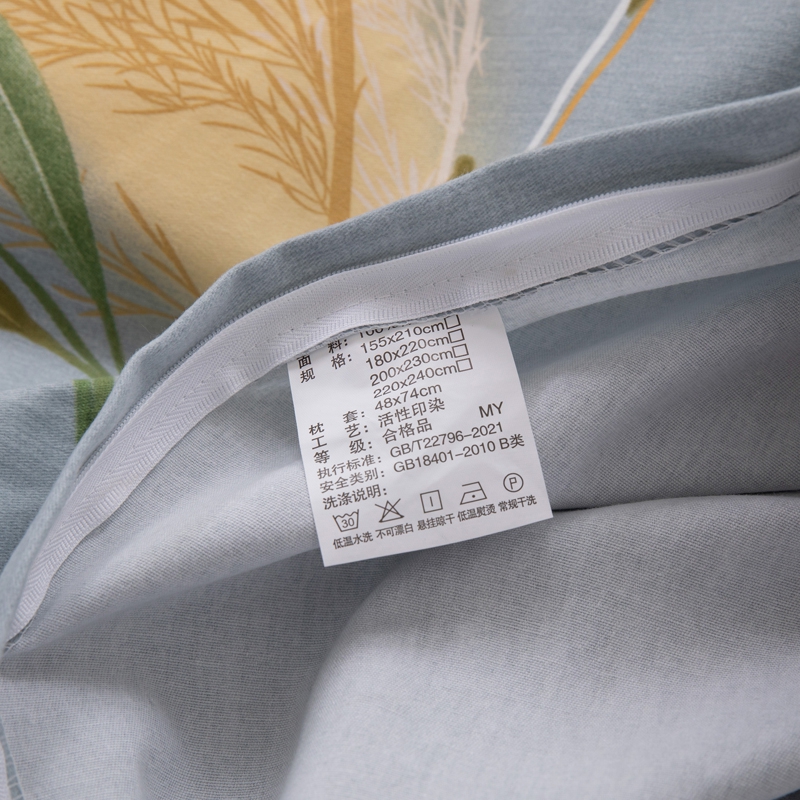 面 料:
规 格: 155x210cm□
180x220cm□
200x230cm□
220x240cm□
枕 套: 48x74cm
工 艺: 活性印染
等 级: 合格品 MY
执行标准: GB/T22796-2021
安全类别: GB18401-2010 B类
洗涤说明:
30 P
低温水洗 不可漂白 悬挂晾干 低温熨烫 常规干洗